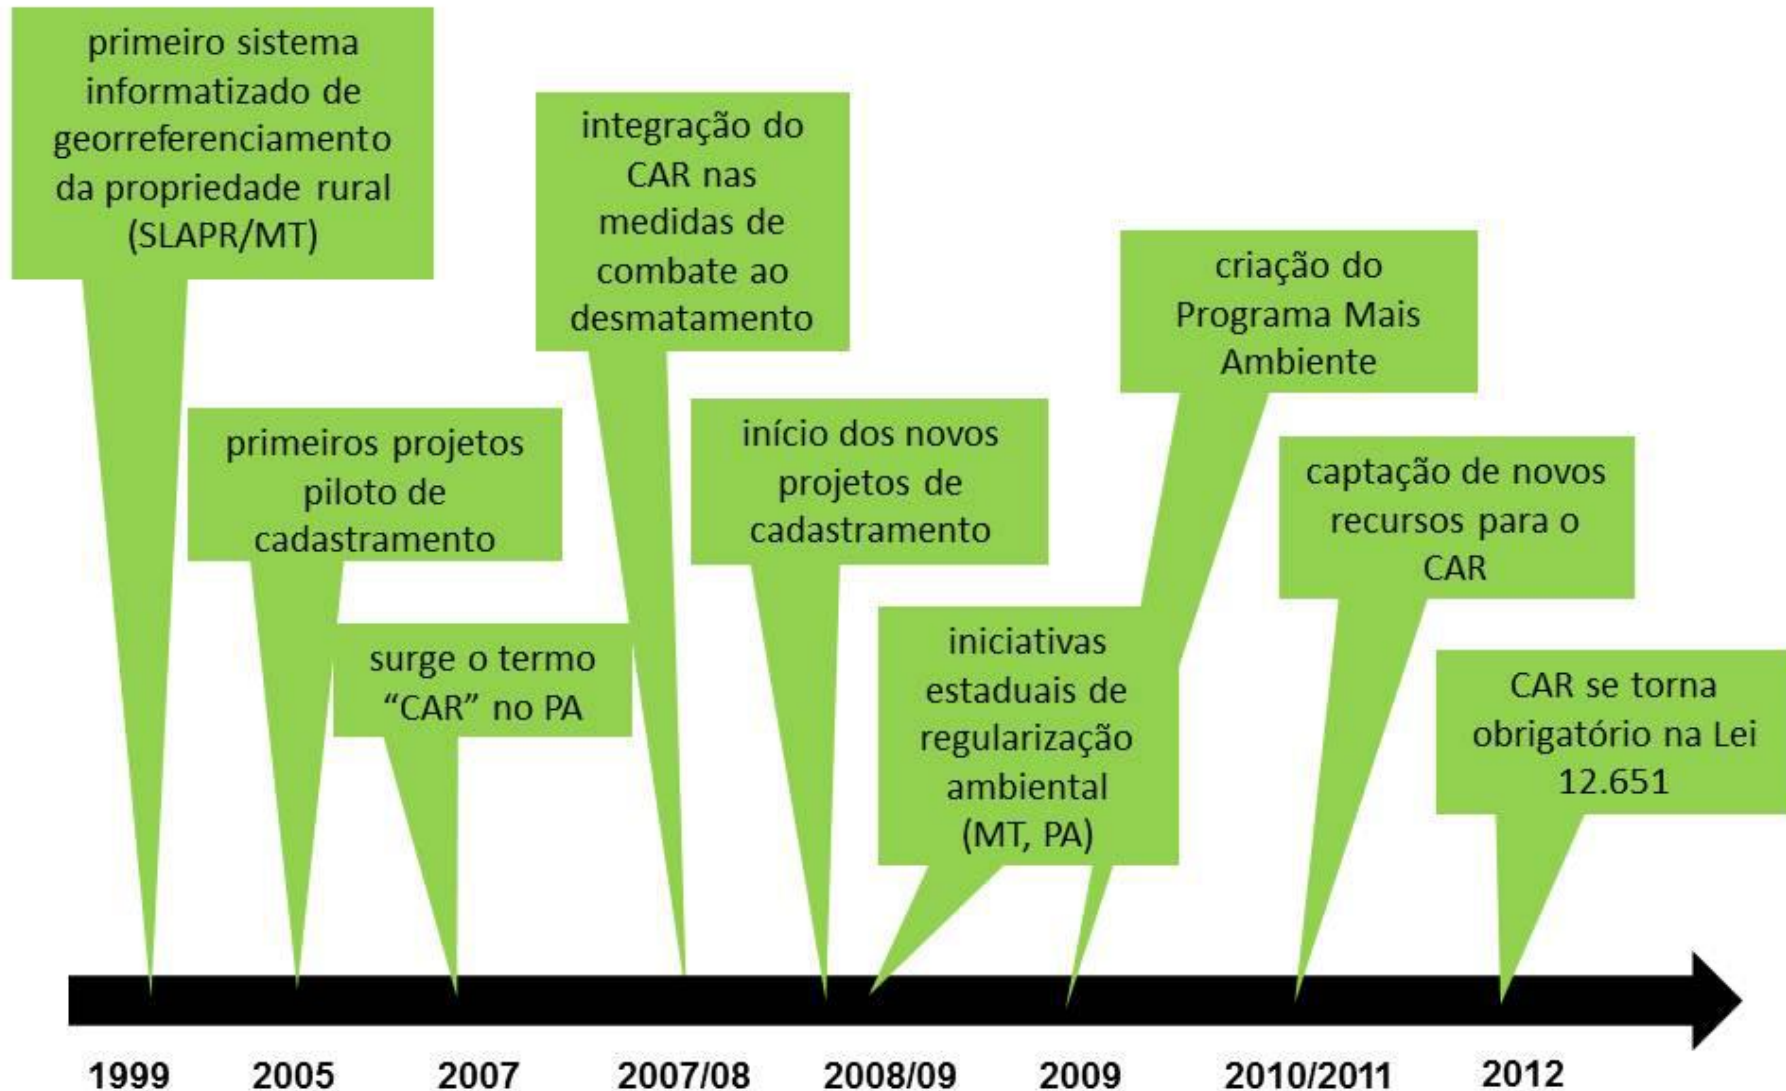 primeiro sistema
informatizado de
georreferenciamento
da propriedade rural
(SLAPR/MT)
primeiros projetos
piloto de
cadastramento
surge o termo
“CAR” no PA
integração do
CAR nas
medidas de
combate ao
desmatamento
início dos novos
projetos de
cadastramento
iniciativas
estaduais de
regularização
ambiental
(MT, PA)
criação do
Programa Mais
Ambiente
captação de novos
recursos para o
CAR
CAR se torna
obrigatório na Lei
12.651
1999 2005 2007 2007/08 2008/09 2009 2010/2011 2012